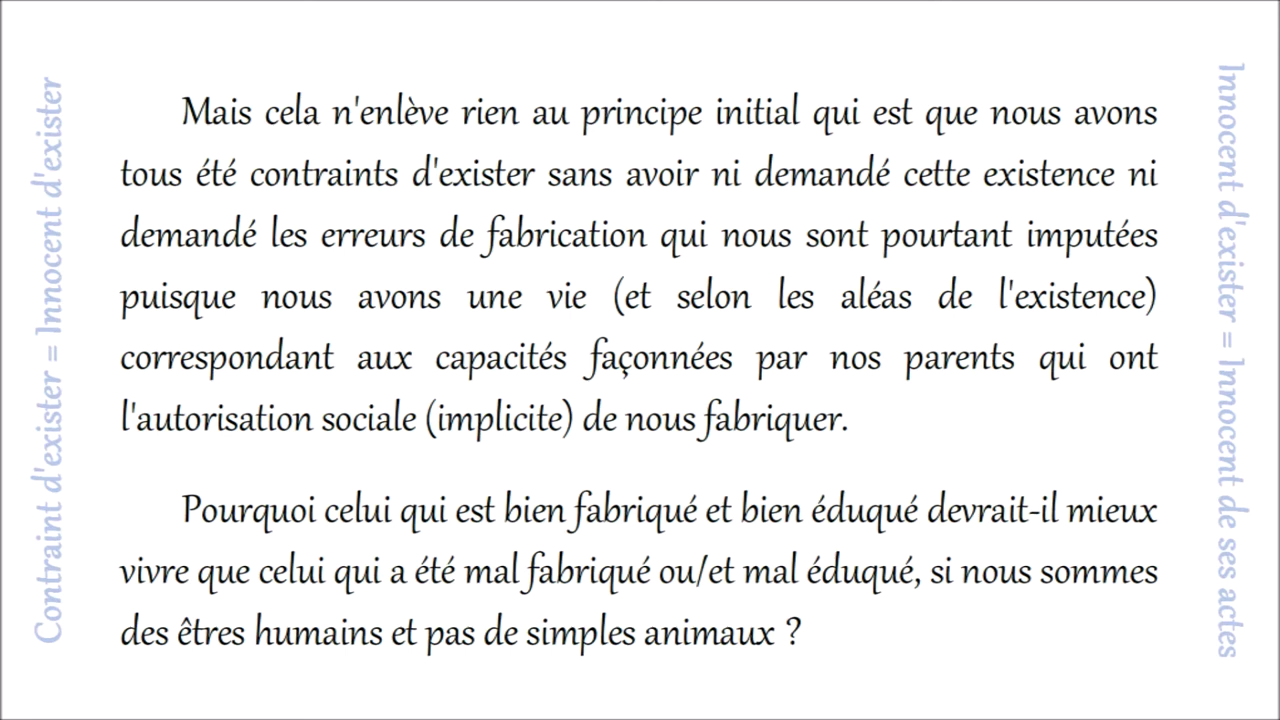 Contraint d'exister = Innocent d'exister
Mais cela n'enlève rien au principe initial qui est que nous avons
tous été contraints d'exister sans avoir ni demandé cette existence ni
demandé les erreurs de fabrication qui nous sont pourtant imputées
puisque nous avons une vie (et selon les aléas de l'existence)
correspondant aux capacités façonnées par nos parents qui ont
l'autorisation sociale (implicite) de nous fabriquer.
Pourquoi celui qui est bien fabriqué et bien éduqué devrait-il mieux
vivre que celui qui a été mal fabriqué ou/et mal éduqué, si nous sommes
des êtres humains et pas de simples animaux ?
Innocent d'exister = Innocent de ses actes